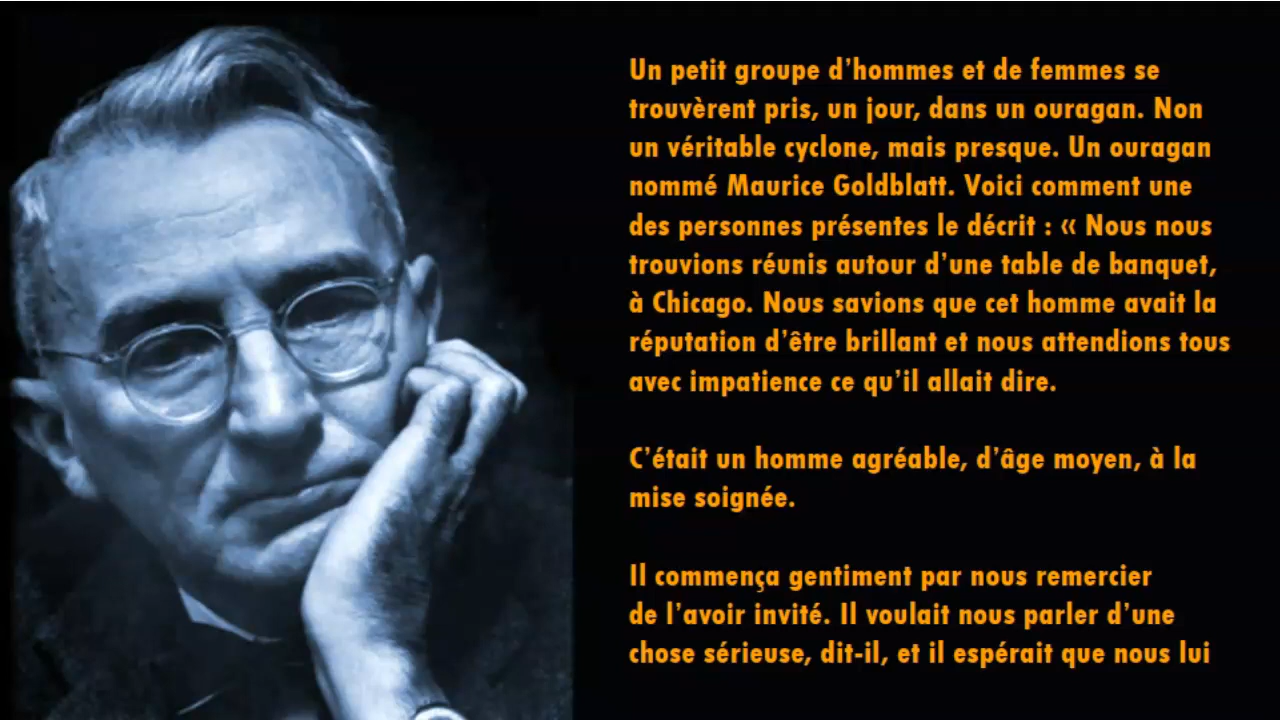 Un petit groupe d’hommes et de femmes se
trouvèrent pris, un jour, dans un ouragan. Non
un véritable cyclone, mais presque. Un ouragan
nommé Maurice Goldblatt. Voici comment une
des personnes présentes le décrit : « Nous nous
trouvions réunis autour d’une table de banquet,
à Chicago. Nous savions que cet homme avait la
réputation d’être brillant et nous attendions tous
avec impatience ce qu’il allait dire.
C’était un homme agréable, d’âge moyen, à la
mise soignée.
Il commença gentiment par nous remercier
de l’avoir invité. Il voulait nous parler d’une
chose sérieuse, dit-il, et il espérait que nous lui